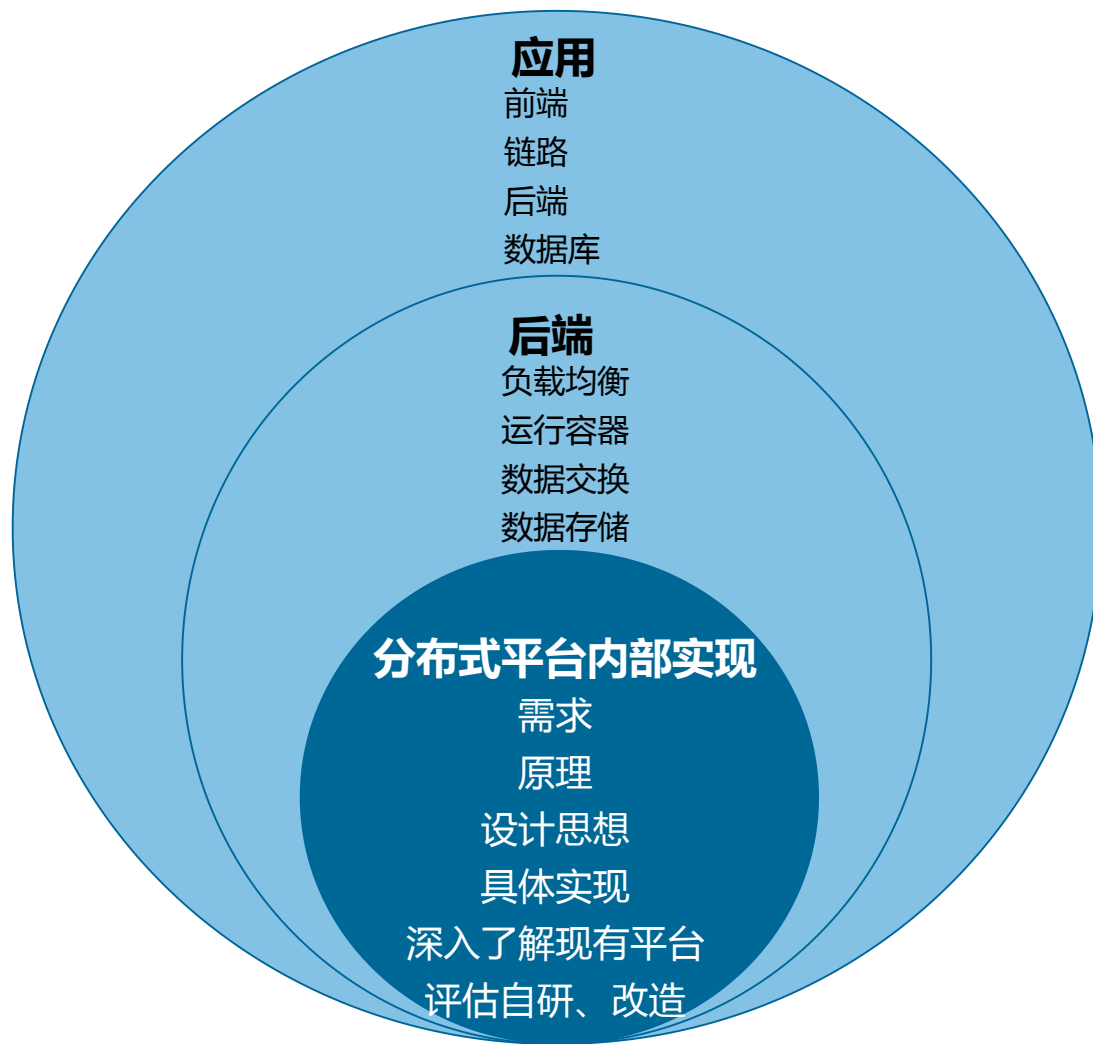 应用
前端
链路
后端
数据库
后端
负载均衡
运行容器
数据交换
数据存储
分布式平台内部实现
需求
原理
设计思想
具体实现
深入了解现有平台
评估自研、改造